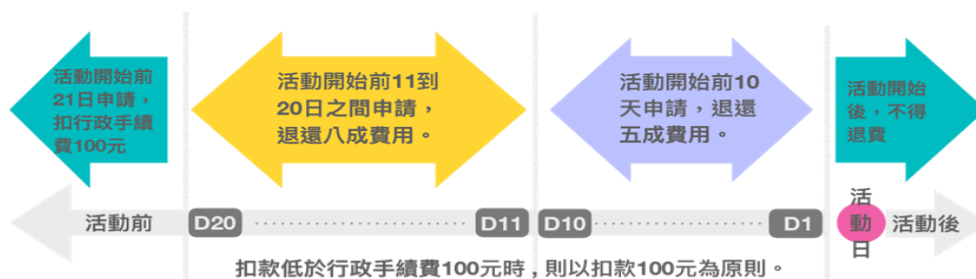 活動開始前
21日申請，
扣行政手續
費100元
活動開始前11到
20日之間申請，
退還八成費用。
活動開始前10
天申請，退還
五成費用。
活動開始
後，不得
退費
活動前
D20
D11
D10
D1
活動日
活動後
扣款低於行政手續費100元時，則以扣款100元為原則。